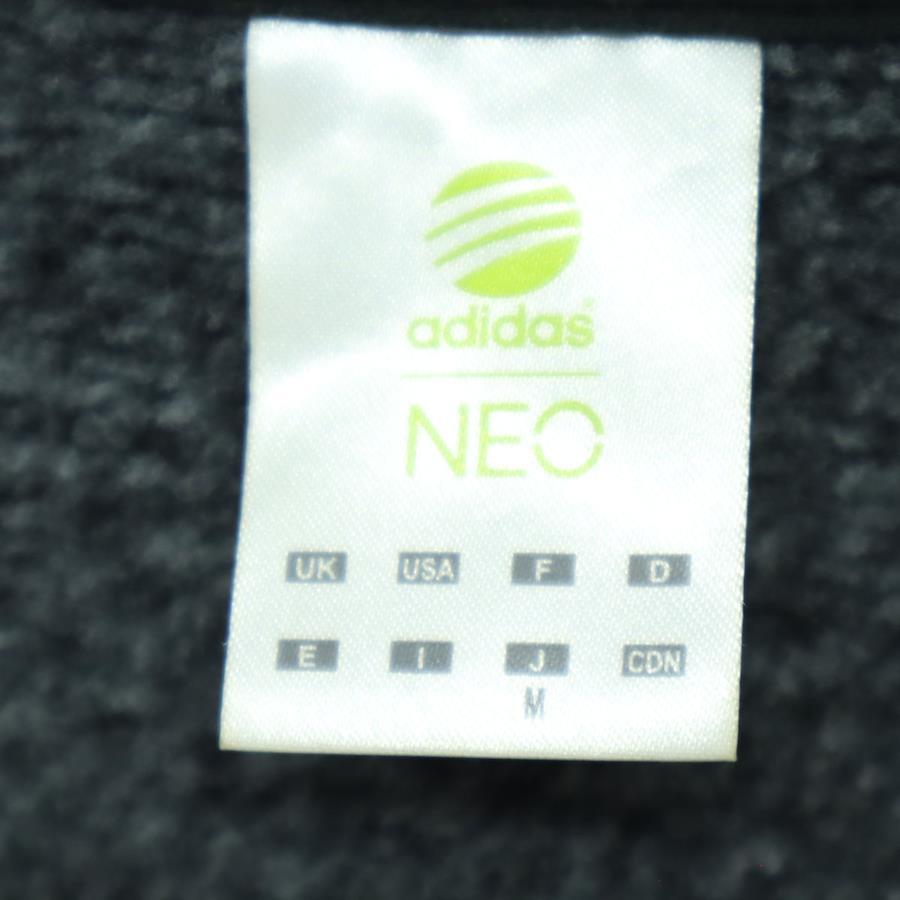 adidas®
NEO
UK USA F D
E I J CDN
M